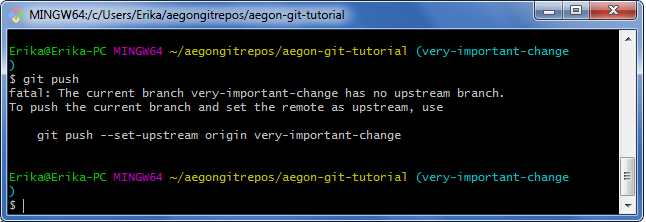 MINGW64:/c/Users/Erika/aegongitrepos/aegon-git-tutorial
Erika@Erika-PC MINGW64 ~/aegongitrepos/aegon-git-tutorial (very-important-change
)
$ git push
fatal: The current branch very-important-change has no upstream branch.
To push the current branch and set the remote as upstream, use
git push --set-upstream origin very-important-change
Erika@Erika-PC MINGW64 ~/aegongitrepos/aegon-git-tutorial (very-important-change
)
$